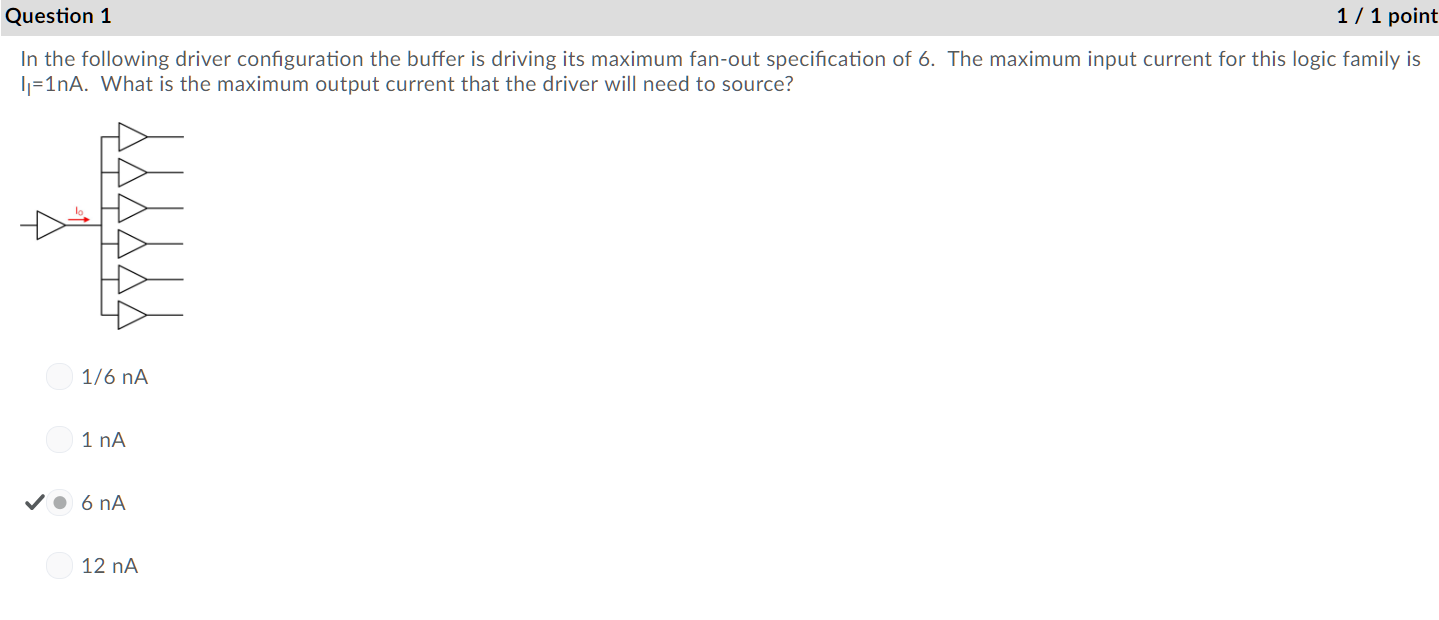 Question 1
1 / 1 point
In the following driver configuration the buffer is driving its maximum fan-out specification of 6. The maximum input current for this logic family is
II=1nA. What is the maximum output current that the driver will need to source?
Io
1/6 nA
1 nA
6 nA
12 nA